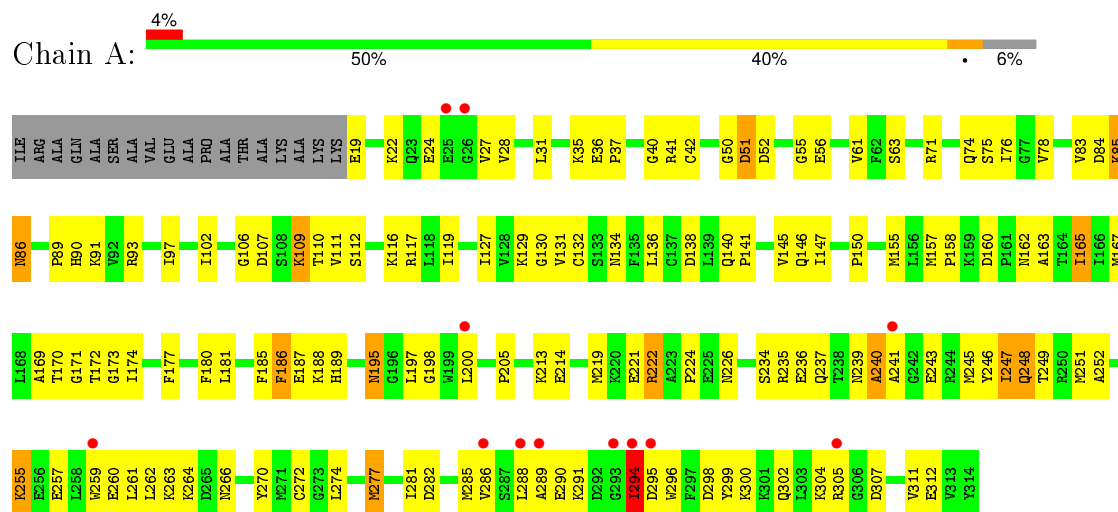 4%
Chain A:
50% 40% • 6%
ILE ARG ALA ALA GLN ALA SER ALA VAL GLU ALA PRO ALA THR ALA LYS ALA LYS LYS E19 K22 Q23 E24 E25 G26 V27 V28 L31 K35 E36 P37 G40 R41 C42 G50 D51 D52 G55 E56 V61 F62 S63 R71 Q74 S75 I76 G77 V78 V83 D84 K85
N86 P89 H90 K91 V92 R93 I97 I102 G106 D107 S108 K109 T110 V111 S112 K116 R117 L118 I119 I127 V128 K129 G130 V131 C132 S133 N134 F135 L136 C137 D138 L139 Q140 P141 V145 Q146 I147 P150 M155 L156 M157 P158 K159 D160 P161 N162 A163 T164 I165 I166 M167
L168 A169 T170 G171 T172 G173 I174 F177 F180 L181 F185 F186 E187 K188 H189 N195 G196 L197 G198 W199 L200 P205 K213 E214 M219 K220 E221 R222 A223 P224 E225 N226 S234 R235 E236 Q237 T238 N239 A240 A241 G242 E243 R244 M245 Y246 I247 Q248 T249 R250 M251 A252
K255 E256 E257 L258 W259 E260 L261 L262 K263 K264 D265 N266 Y270 M271 C272 G273 L274 M277 I281 D282 M285 V286 S287 L288 A289 E290 K291 D292 G293 I294 D295 W296 F297 D298 Y299 K300 K301 Q302 L303 K304 R305 G306 D307 V311 E312 V313 Y314